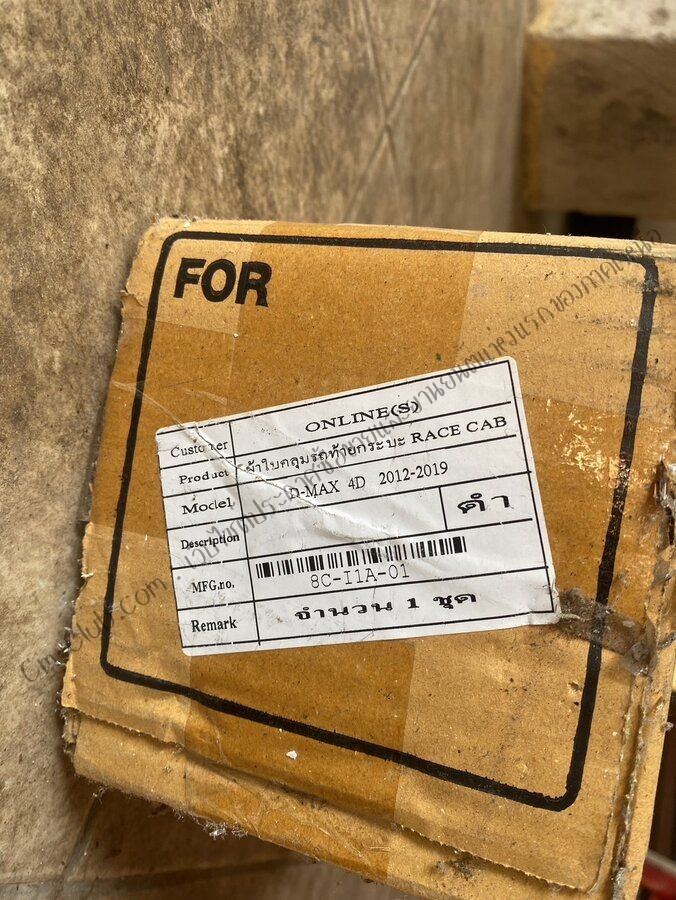 FOR
Customer ONLINE(S)
Product ผ้าใบคลุมรถท้ายกระบะ RACE CAB
Model D-MAX 4D 2012-2019
Description ดำ
MFG.no. 8C-I1A-01
Remark จำนวน 1 ชุด